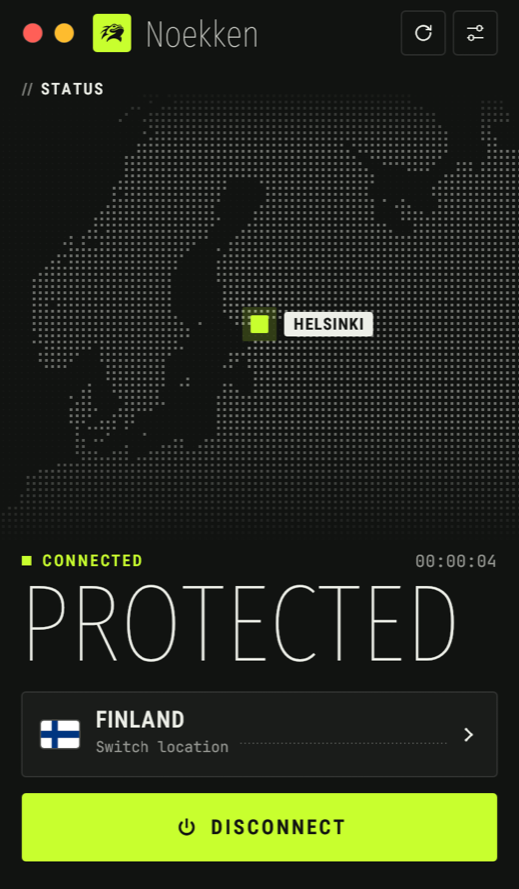 Noekken
// STATUS
HELSINKI
CONNECTED
00:00:04
PROTECTED
FINLAND
Switch location
DISCONNECT